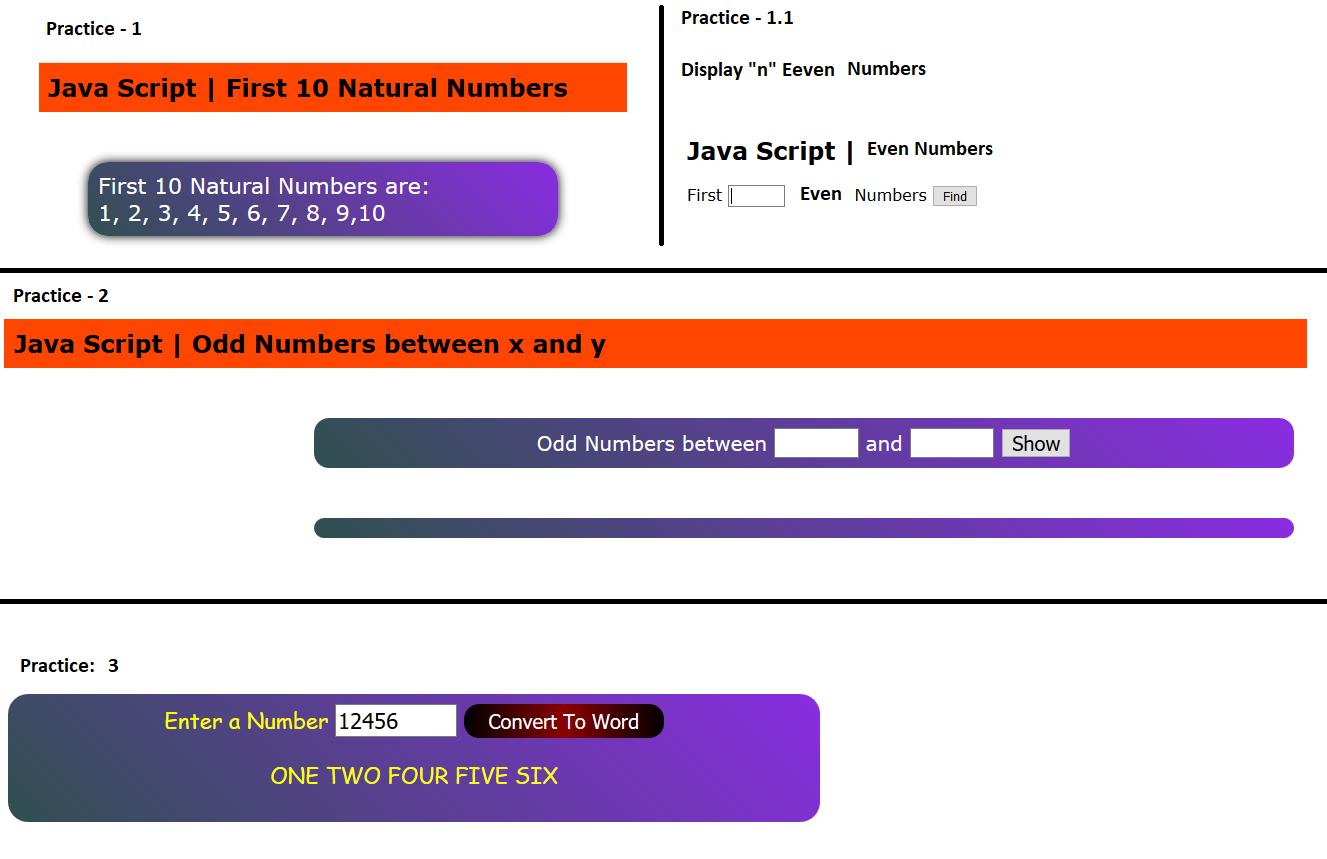 Practice - 1
Java Script | First 10 Natural Numbers
First 10 Natural Numbers are:
1, 2, 3, 4, 5, 6, 7, 8, 9,10
Practice - 1.1
Display "n" Eeven Numbers
Java Script | Even Numbers
First Even Numbers Find
Practice - 2
Java Script | Odd Numbers between x and y
Odd Numbers between and Show
Practice: 3
Enter a Number 12456 Convert To Word
ONE TWO FOUR FIVE SIX